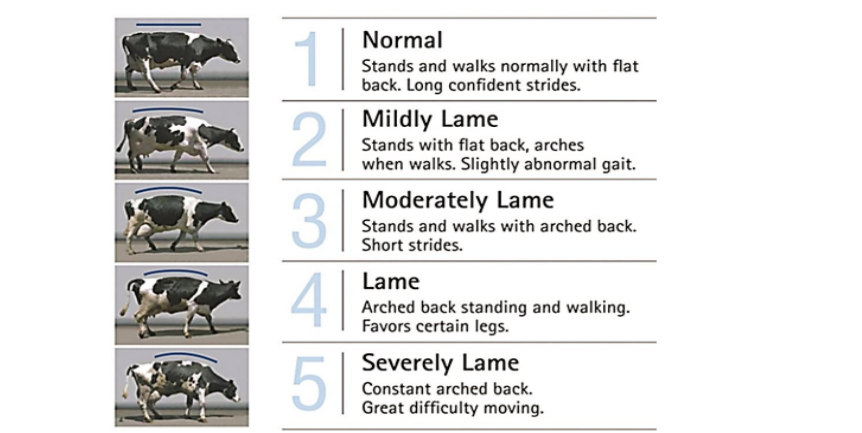 1
Normal
Stands and walks normally with flat
back. Long confident strides.
2
Mildly Lame
Stands with flat back, arches
when walks. Slightly abnormal gait.
3
Moderately Lame
Stands and walks with arched back.
Short strides.
4
Lame
Arched back standing and walking.
Favors certain legs.
5
Severely Lame
Constant arched back.
Great difficulty moving.